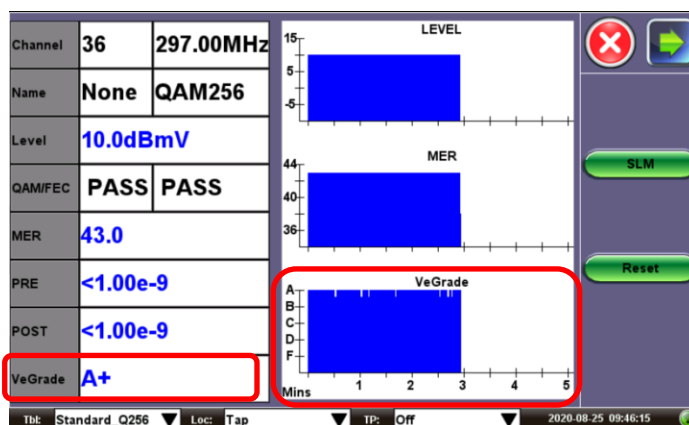 Channel 36 297.00MHz
Name None QAM256
Level 10.0dBmV
QAM/FEC PASS PASS
MER 43.0
PRE <1.00e-9
POST <1.00e-9
VeGrade A+
LEVEL
15
5
-5
MER
44
40
36
VeGrade
A
B
C
D
F
Mins 1 2 3 4 5
SLM
Reset
Tbl: Standard_Q256 Loc: Tap TP: Off 2020-08-25 09:46:15